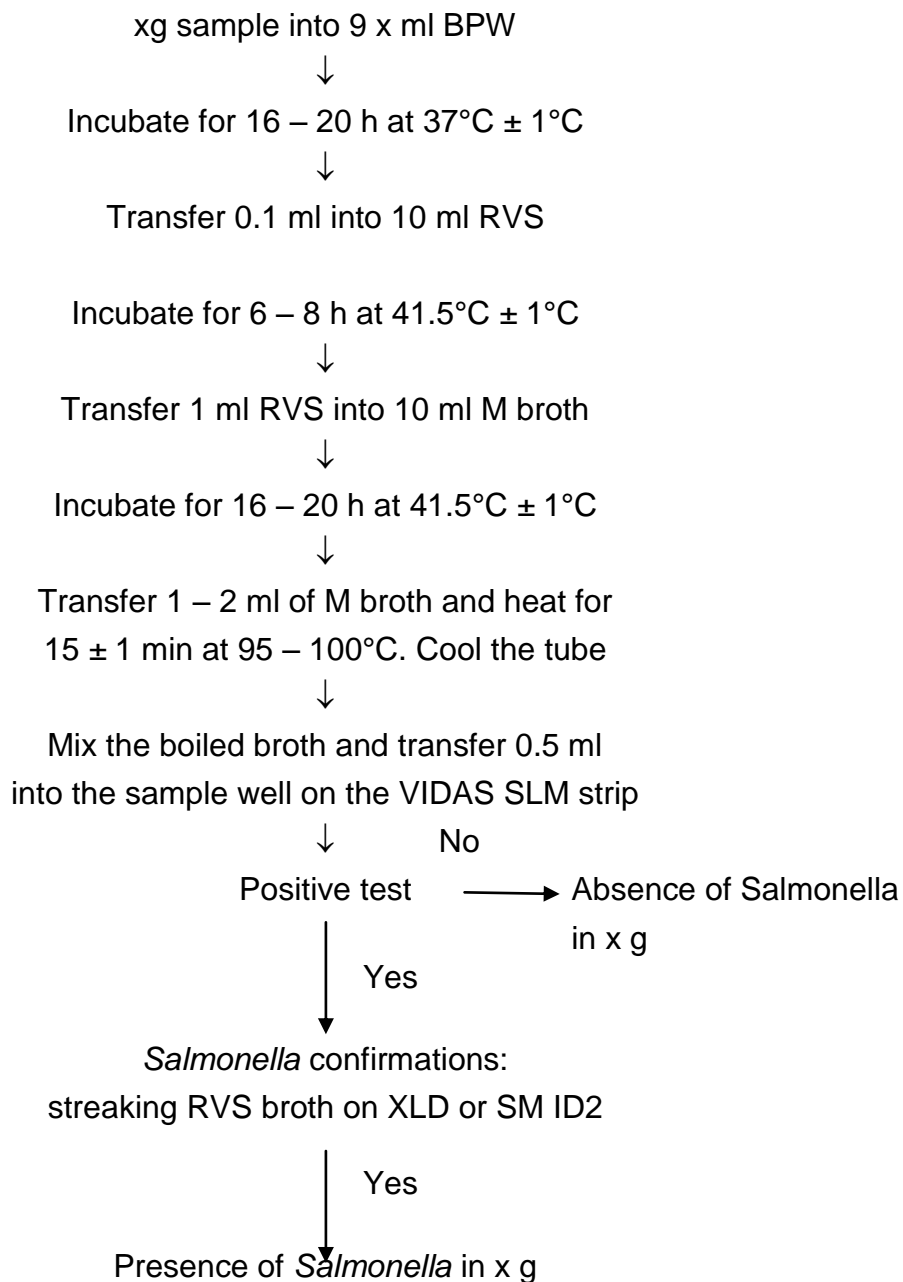 xg sample into 9 x ml BPW
↓
Incubate for 16 – 20 h at 37°C ± 1°C
↓
Transfer 0.1 ml into 10 ml RVS
Incubate for 6 – 8 h at 41.5°C ± 1°C
↓
Transfer 1 ml RVS into 10 ml M broth
↓
Incubate for 16 – 20 h at 41.5°C ± 1°C
↓
Transfer 1 – 2 ml of M broth and heat for
15 ± 1 min at 95 – 100°C. Cool the tube
↓
Mix the boiled broth and transfer 0.5 ml
into the sample well on the VIDAS SLM strip
↓ No
Positive test Absence of Salmonella
in x g
Yes
Salmonella confirmations:
streaking RVS broth on XLD or SM ID2
Yes
Presence of Salmonella in x g